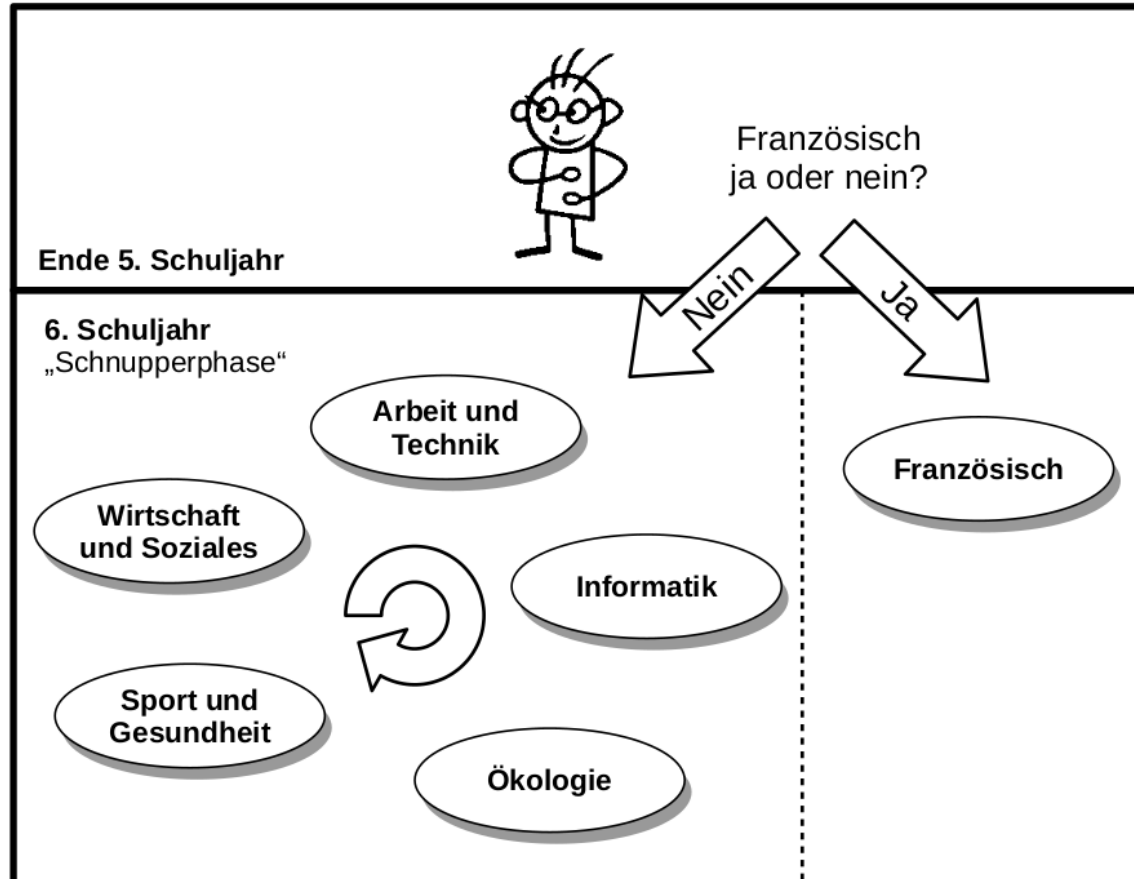 Französisch
ja oder nein?
Ende 5. Schuljahr
Nein
Ja
6. Schuljahr
„Schnupperphase“
Arbeit und
Technik
Französisch
Wirtschaft
und Soziales
Informatik
Sport und
Gesundheit
Ökologie